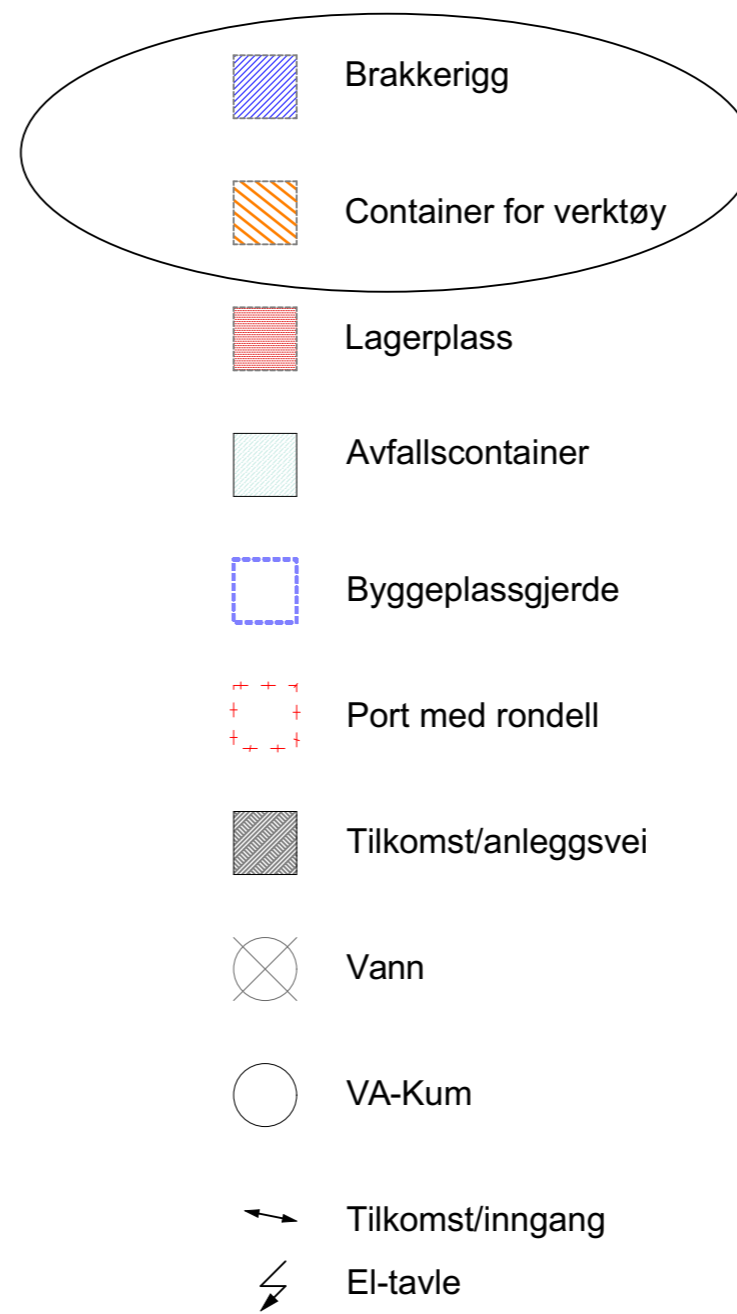 Brakkerigg
Container for verktøy
Lagerplass
Avfallscontainer
Byggeplassgjerde
Port med rondell
Tilkomst/anleggsvei
Vann
VA-Kum
Tilkomst/inngang
El-tavle